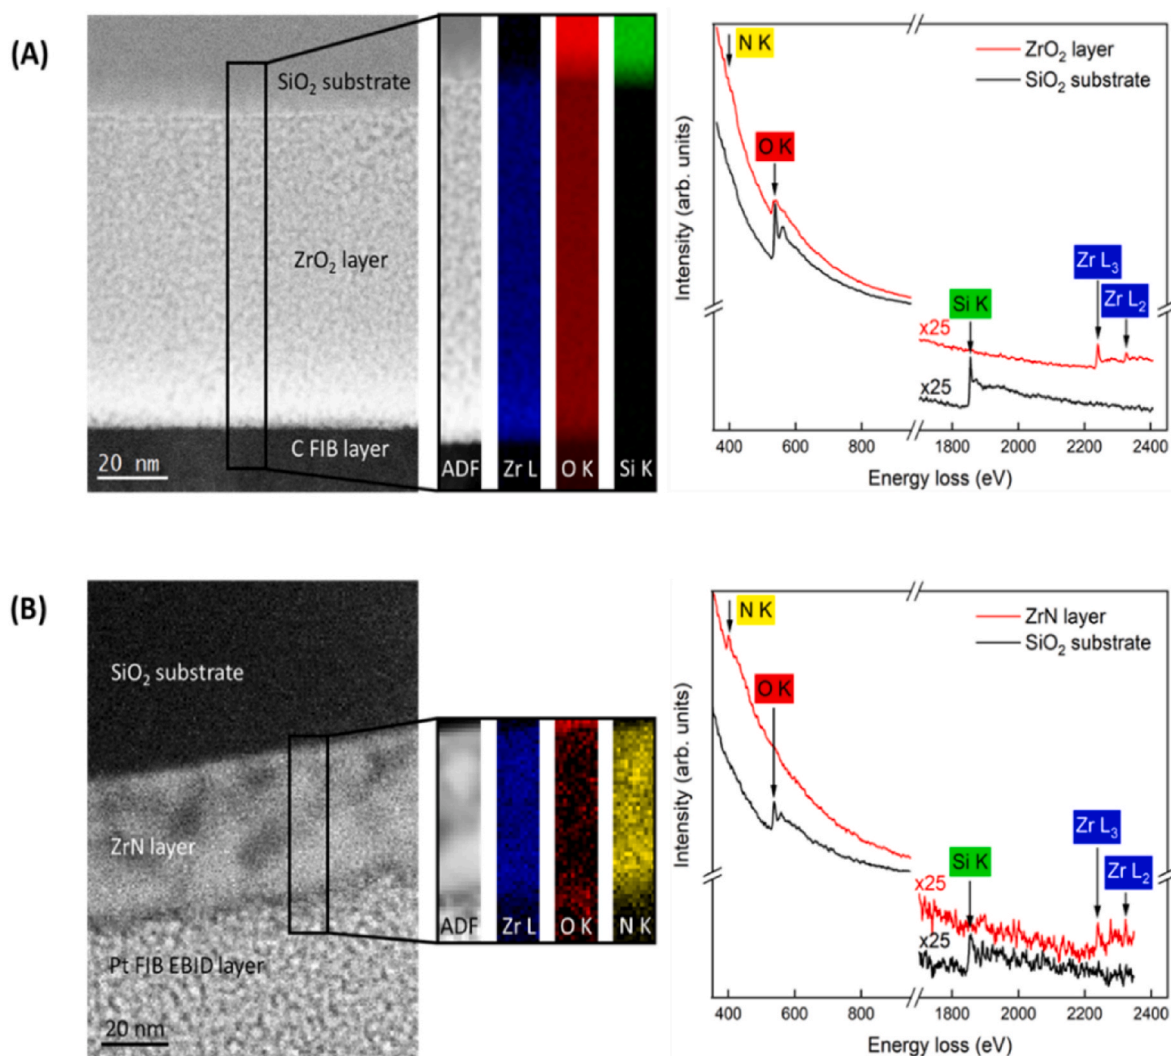 (A)
SiO₂ substrate
ZrO₂ layer
C FIB layer
20 nm
ADF Zr L O K Si K
N K
ZrO₂ layer
SiO₂ substrate
O K
Zr L₃
Zr L₂
Si K
x25
x25
Intensity (arb. units)
400 600 1800 2000 2200 2400
Energy loss (eV)
(B)
SiO₂ substrate
ZrN layer
Pt FIB EBID layer
20 nm
ADF Zr L O K N K
N K
ZrN layer
SiO₂ substrate
O K
Zr L₃
Zr L₂
Si K
x25
x25
Intensity (arb. units)
400 600 800 1800 2000 2200 2400
Energy loss (eV)